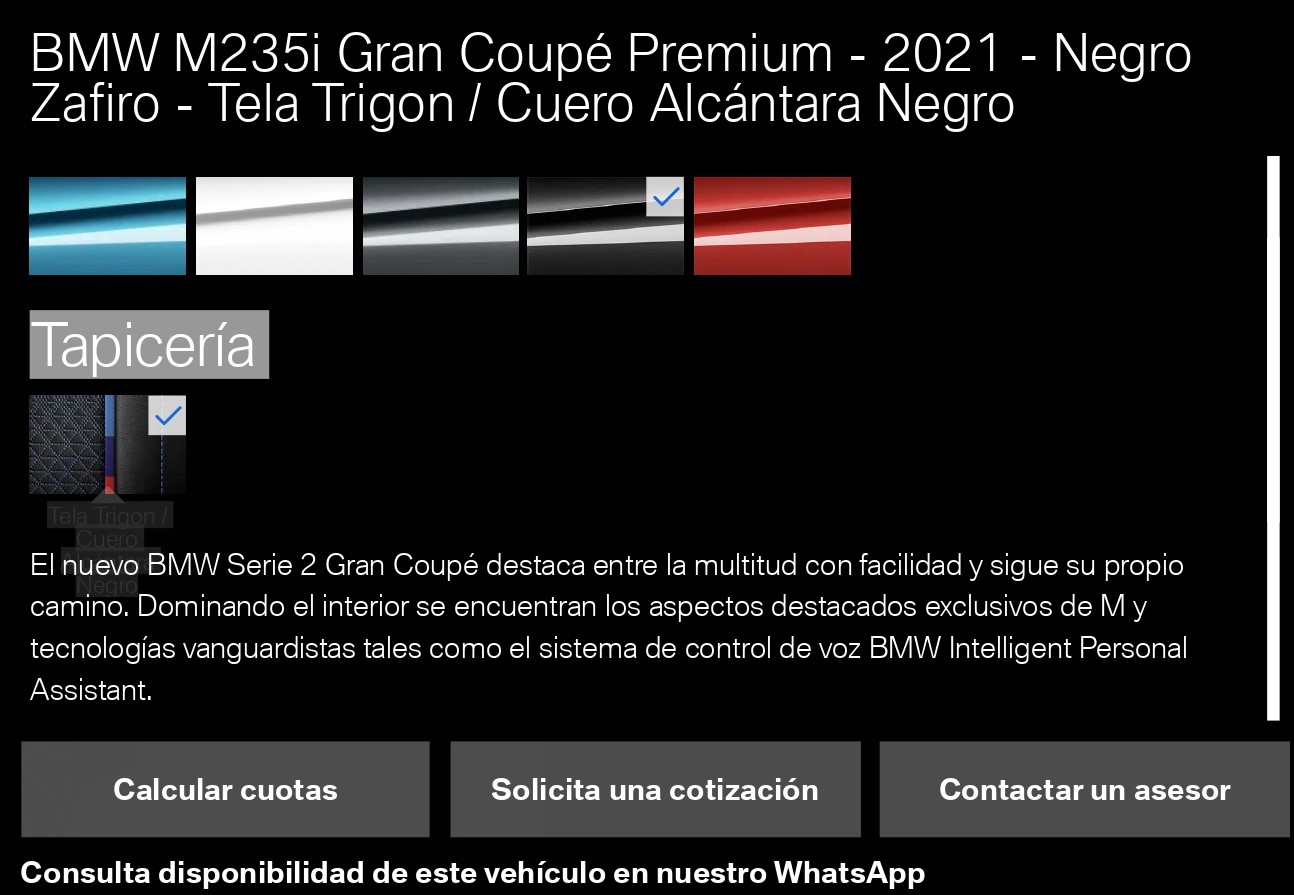 BMW M235i Gran Coupé Premium - 2021 - Negro
Zafiro - Tela Trigon / Cuero Alcántara Negro
Tapicería
Tela Trigon /
Cuero
Negro
El nuevo BMW Serie 2 Gran Coupé destaca entre la multitud con facilidad y sigue su propio
camino. Dominando el interior se encuentran los aspectos destacados exclusivos de M y
tecnologías vanguardistas tales como el sistema de control de voz BMW Intelligent Personal
Assistant.
Calcular cuotas
Solicita una cotización
Contactar un asesor
Consulta disponibilidad de este vehículo en nuestro WhatsApp